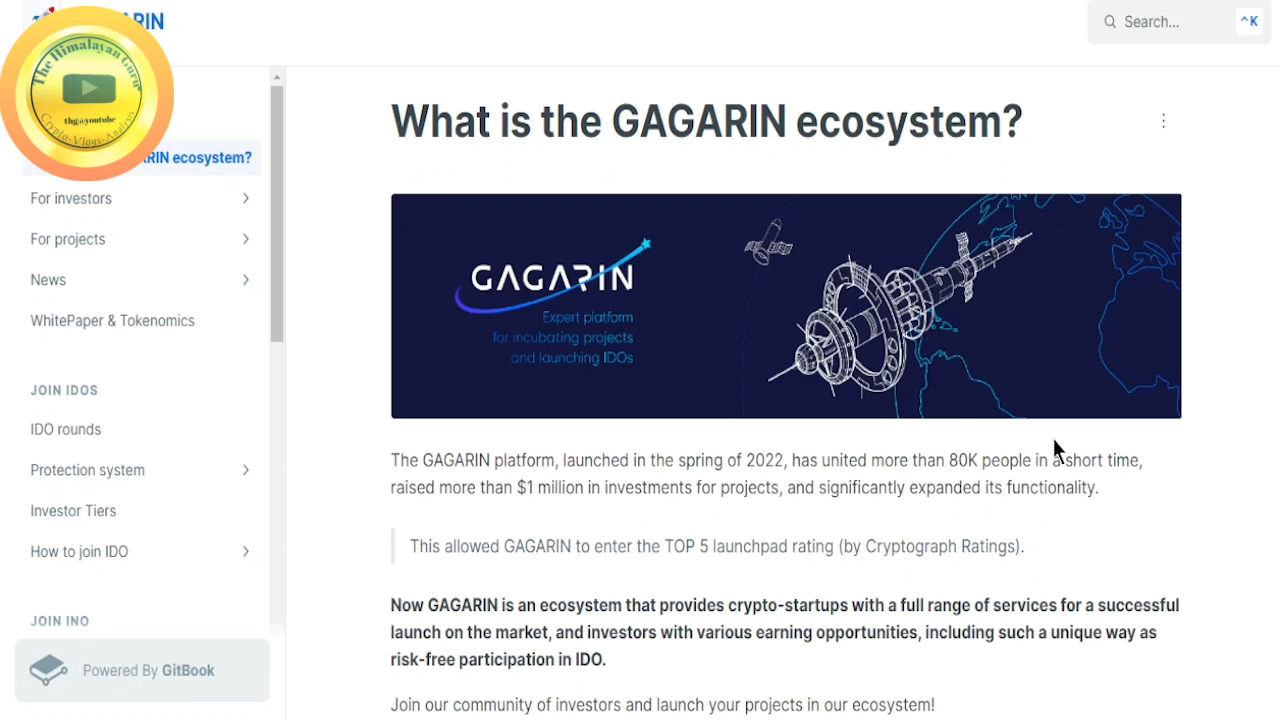 GAGARIN
Search...
^K
The Himalayan Guru
thg@youtube
Crypto-Vlogs-Analysis
ARIN ecosystem?
For investors
For projects
News
WhitePaper & Tokenomics
JOIN IDOS
IDO rounds
Protection system
Investor Tiers
How to join IDO
JOIN INO
Powered By GitBook
What is the GAGARIN ecosystem?
GAGARIN
Expert platform
for incubating projects
and launching IDOs
The GAGARIN platform, launched in the spring of 2022, has united more than 80K people in a short time,
raised more than $1 million in investments for projects, and significantly expanded its functionality.
This allowed GAGARIN to enter the TOP 5 launchpad rating (by Cryptograph Ratings).
Now GAGARIN is an ecosystem that provides crypto-startups with a full range of services for a successful
launch on the market, and investors with various earning opportunities, including such a unique way as
risk-free participation in IDO.
Join our community of investors and launch your projects in our ecosystem!